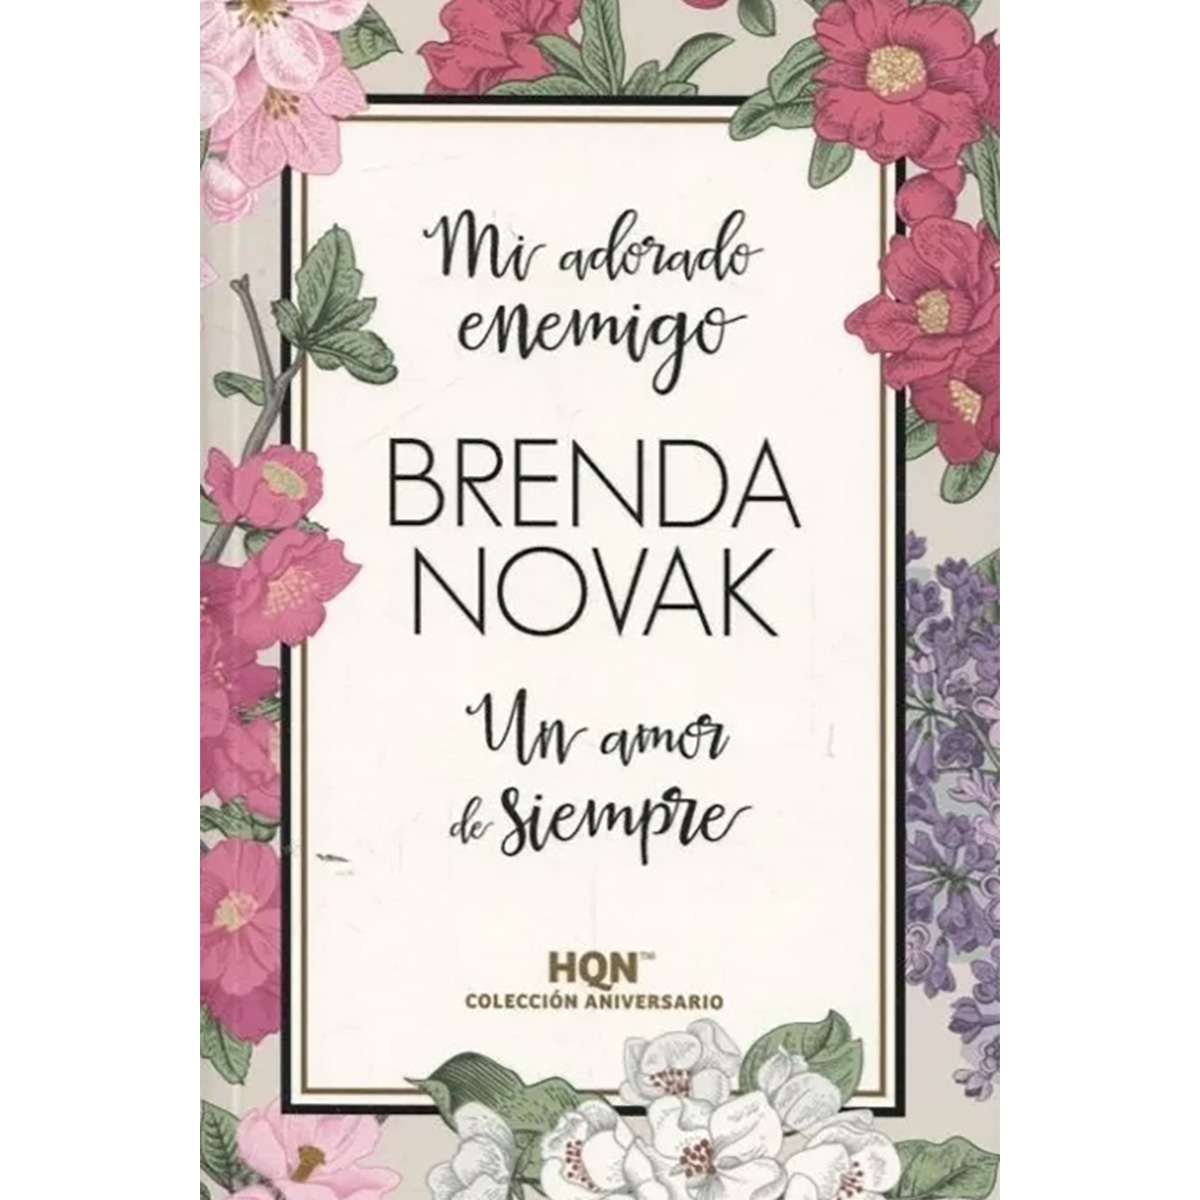 Mi adorado
enemigo
BRENDA
NOVAK
Un amor
de siempre
HQN™
COLECCIÓN ANIVERSARIO